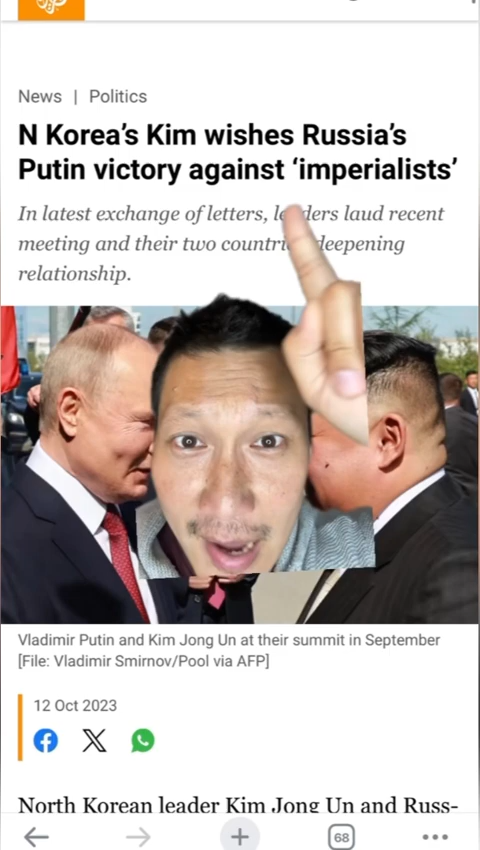 News | Politics
N Korea's Kim wishes Russia's
Putin victory against 'imperialists'
In latest exchange of letters, laud recent
meeting and their two deepening
relationship.
Vladimir Putin and Kim Jong Un at their summit in September
[File: Vladimir Smirnov/Pool via AFP]
12 Oct 2023
North Korean leader Kim Jong Un and Russ-
68